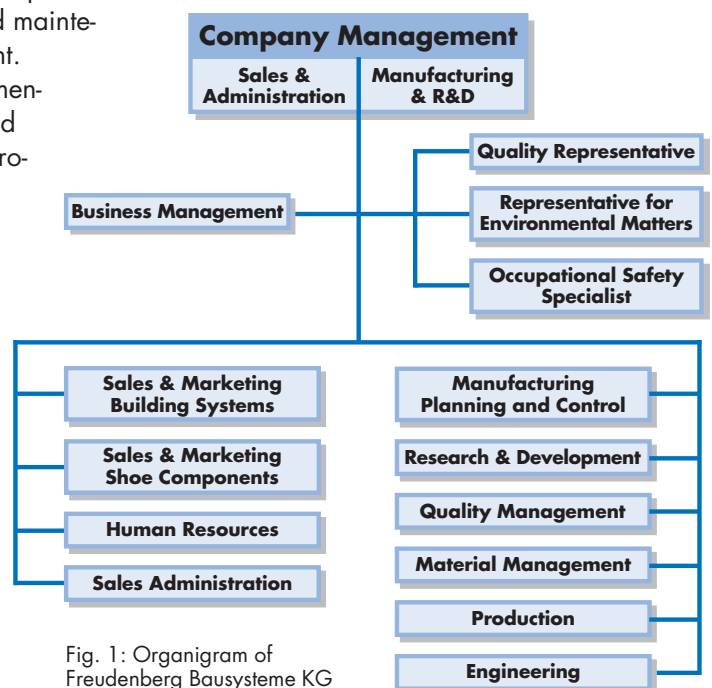 d mainte-
nt.
men-
d
ro-
Company Management
Sales &
Administration
Manufacturing
& R&D
Quality Representative
Business Management
Representative for
Environmental Matters
Occupational Safety
Specialist
Sales & Marketing
Building Systems
Sales & Marketing
Shoe Components
Human Resources
Sales Administration
Manufacturing
Planning and Control
Research & Development
Quality Management
Material Management
Production
Engineering
Fig. 1: Organigram of
Freudenberg Bausysteme KG